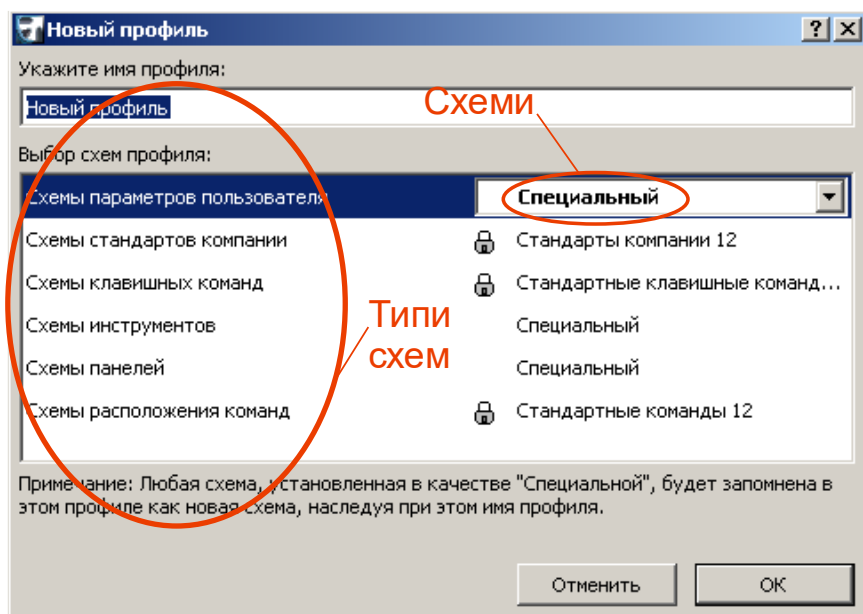 Новый профиль
Укажите имя профиля:
Новый профиль
Схеми
Выбор схем профиля:
Схемы параметров пользователя Специальный
Схемы стандартов компании Стандарты компании 12
Схемы клавишных команд Стандартные клавишные команд...
Схемы инструментов Специальный
Типи
схем
Схемы панелей Специальный
Схемы расположения команд Стандартные команды 12
Примечание: Любая схема, установленная в качестве "Специальной", будет запомнена в
этом профиле как новая схема, наследуя при этом имя профиля.
Отменить OK